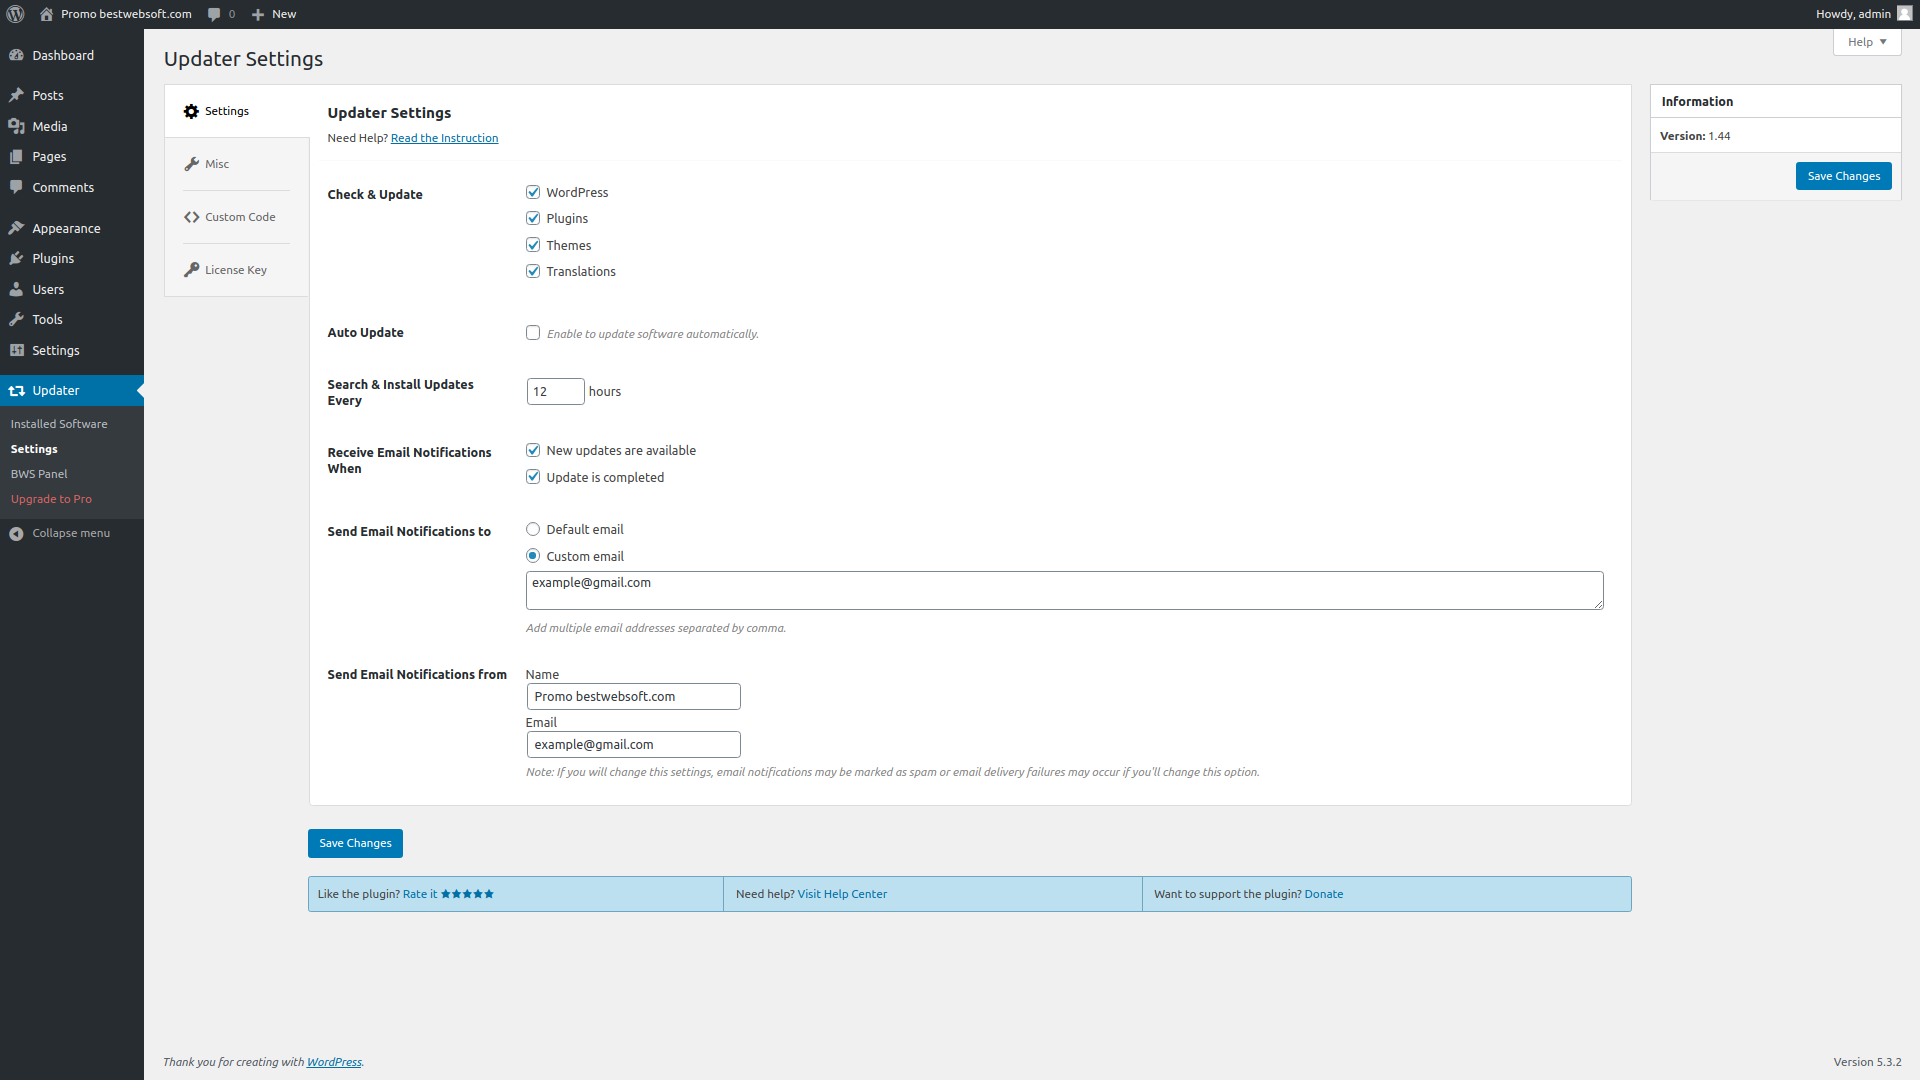 Promo bestwebsoft.com 0 New Howdy, admin
Help
Dashboard
Posts
Media
Pages
Comments
Appearance
Plugins
Users
Tools
Settings
Updater
Installed Software
Settings
BWS Panel
Upgrade to Pro
Collapse menu
Updater Settings
Settings
Misc
Custom Code
License Key
Updater Settings
Need Help? Read the Instruction
Check & Update
WordPress
Plugins
Themes
Translations
Auto Update
Enable to update software automatically.
Search & Install Updates
Every
12 hours
Receive Email Notifications
When
New updates are available
Update is completed
Send Email Notifications to
Default email
Custom email
example@gmail.com
Add multiple email addresses separated by comma.
Send Email Notifications from
Name
Promo bestwebsoft.com
Email
example@gmail.com
Note: If you will change this settings, email notifications may be marked as spam or email delivery failures may occur if you'll change this option.
Information
Version: 1.44
Save Changes
Save Changes
Like the plugin? Rate it ★★★★★
Need help? Visit Help Center
Want to support the plugin? Donate
Thank you for creating with WordPress.
Version 5.3.2